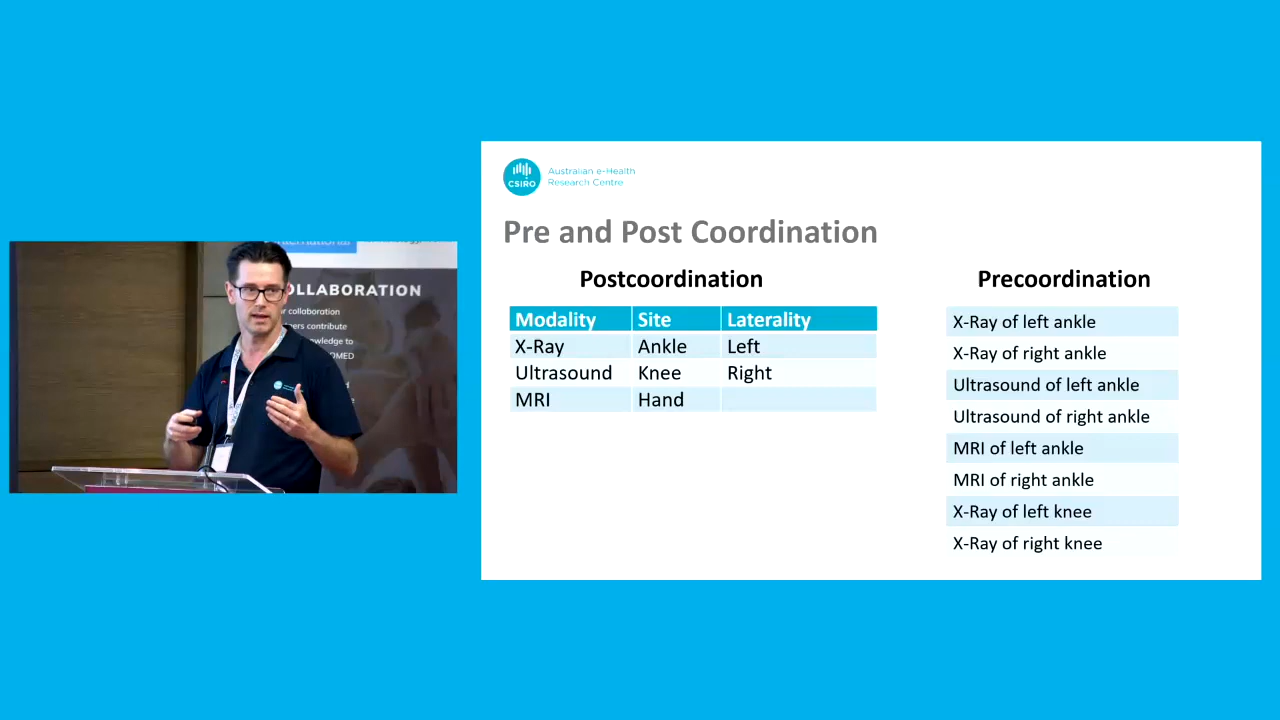 CSIRO
Australian e-Health
Research Centre
Pre and Post Coordination
Postcoordination
Modality Site Laterality
X-Ray Ankle Left
Ultrasound Knee Right
MRI Hand
Precoordination
X-Ray of left ankle
X-Ray of right ankle
Ultrasound of left ankle
Ultrasound of right ankle
MRI of left ankle
MRI of right ankle
X-Ray of left knee
X-Ray of right knee
OLLABORATION
collaboration
contribute